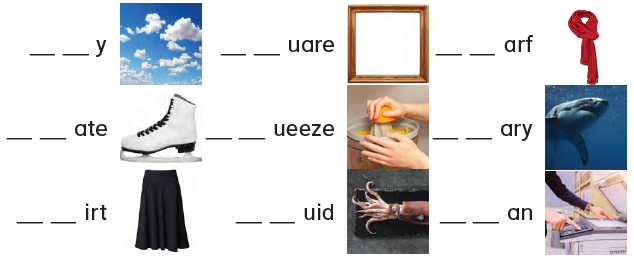 __ __ y __ __ uare __ __ arf
__ __ ate __ __ ueeze __ __ ary
__ __ irt __ __ uid __ __ an